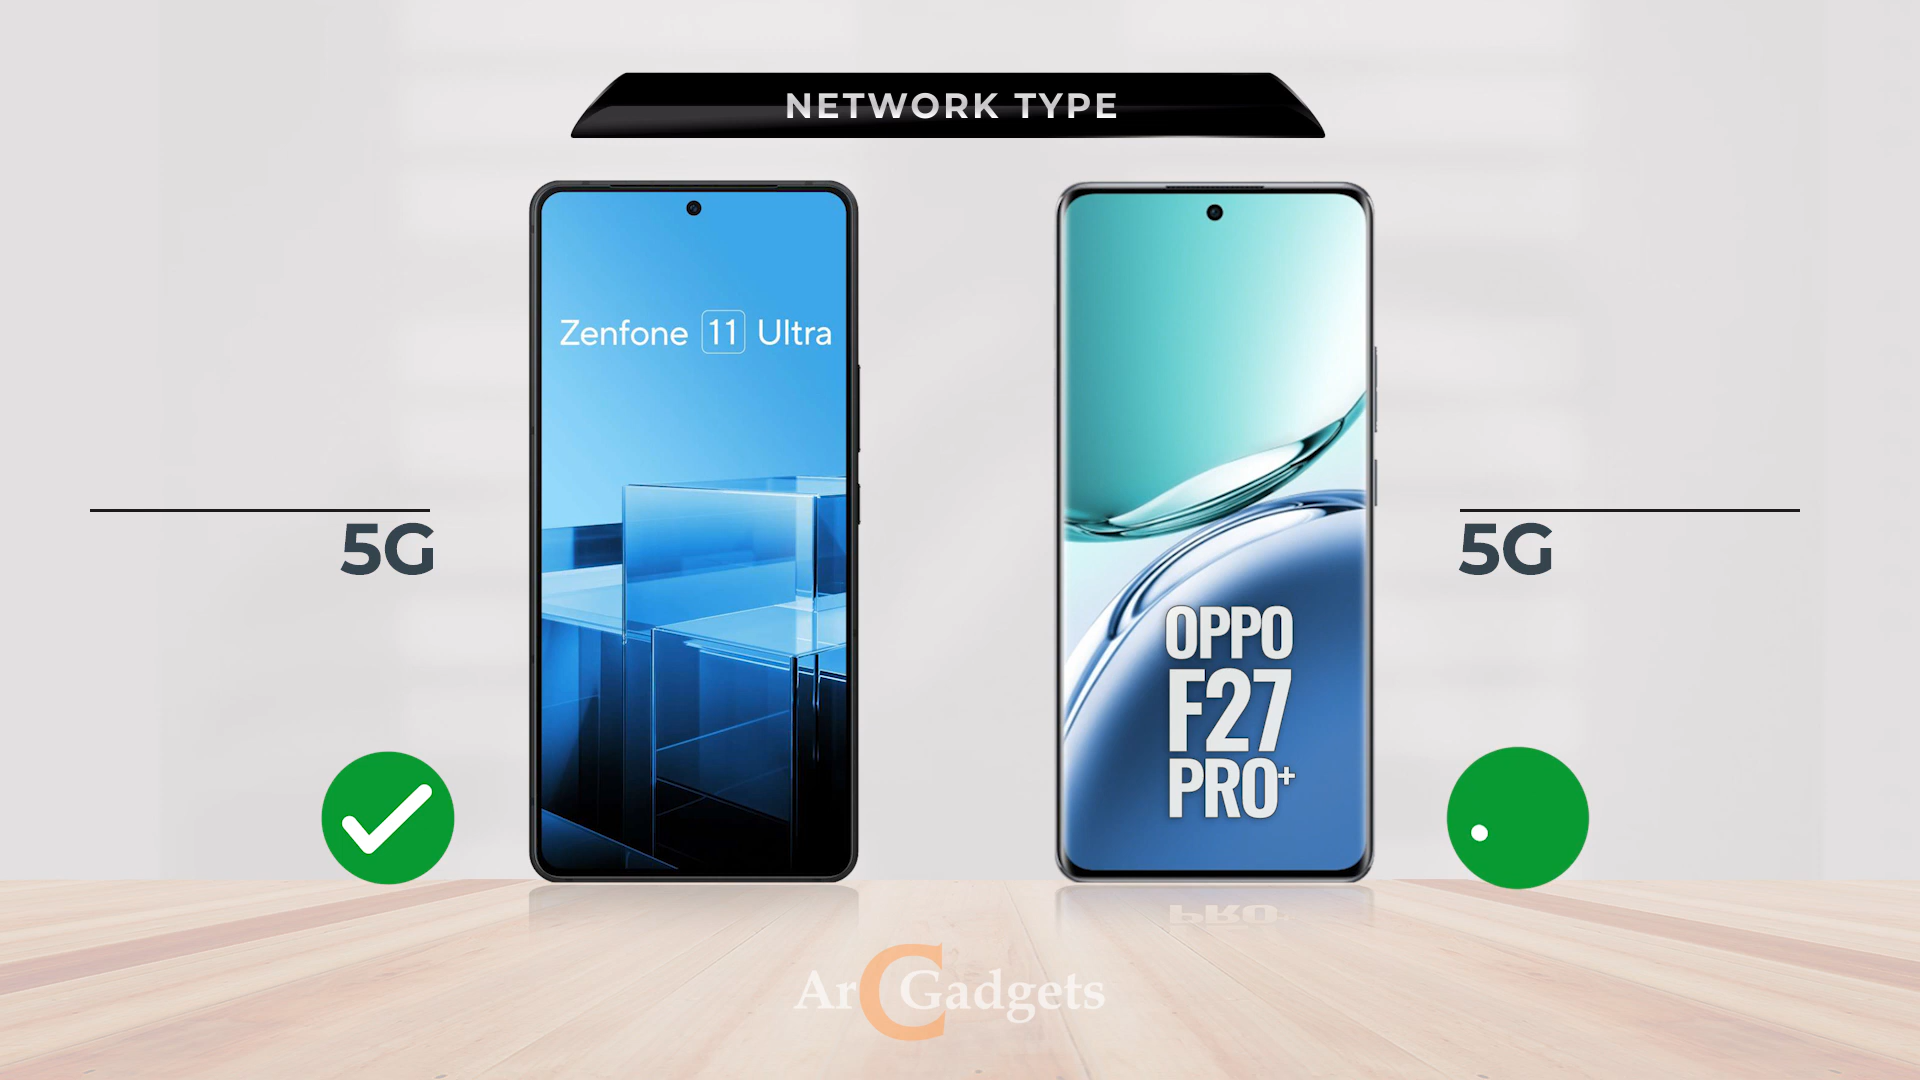 NETWORK TYPE
Zenfone 11 Ultra
5G
5G
OPPO
F27
PRO+
ArC Gadgets